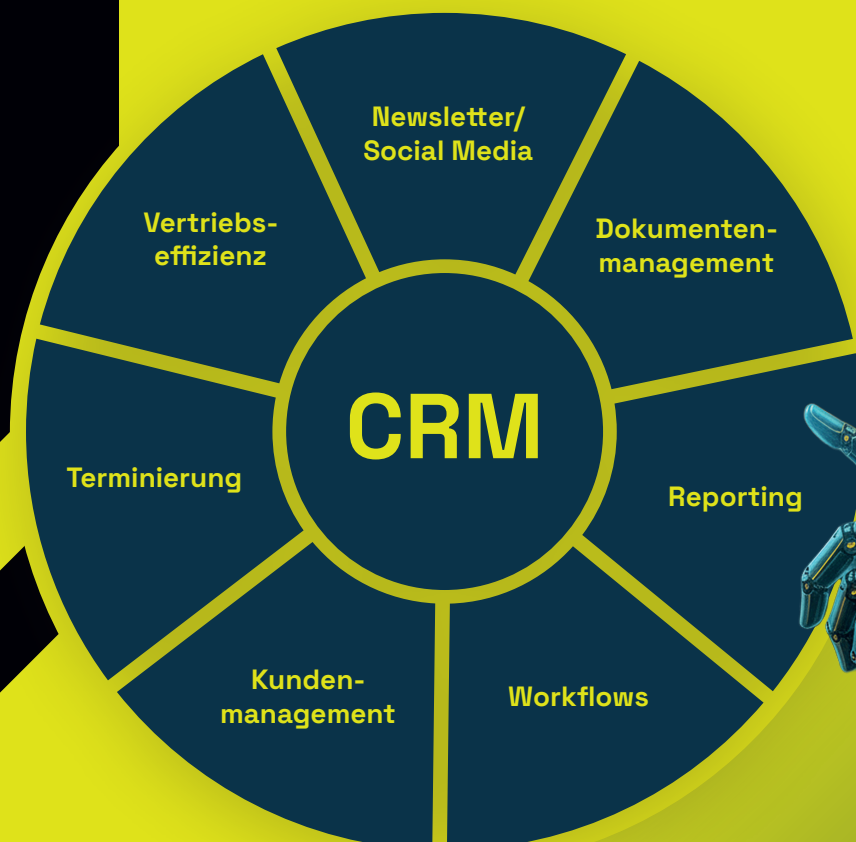 Newsletter/
Social Media
Dokumenten-
management
Reporting
Workflows
Kunden-
management
Terminierung
Vertriebs-
effizienz
CRM